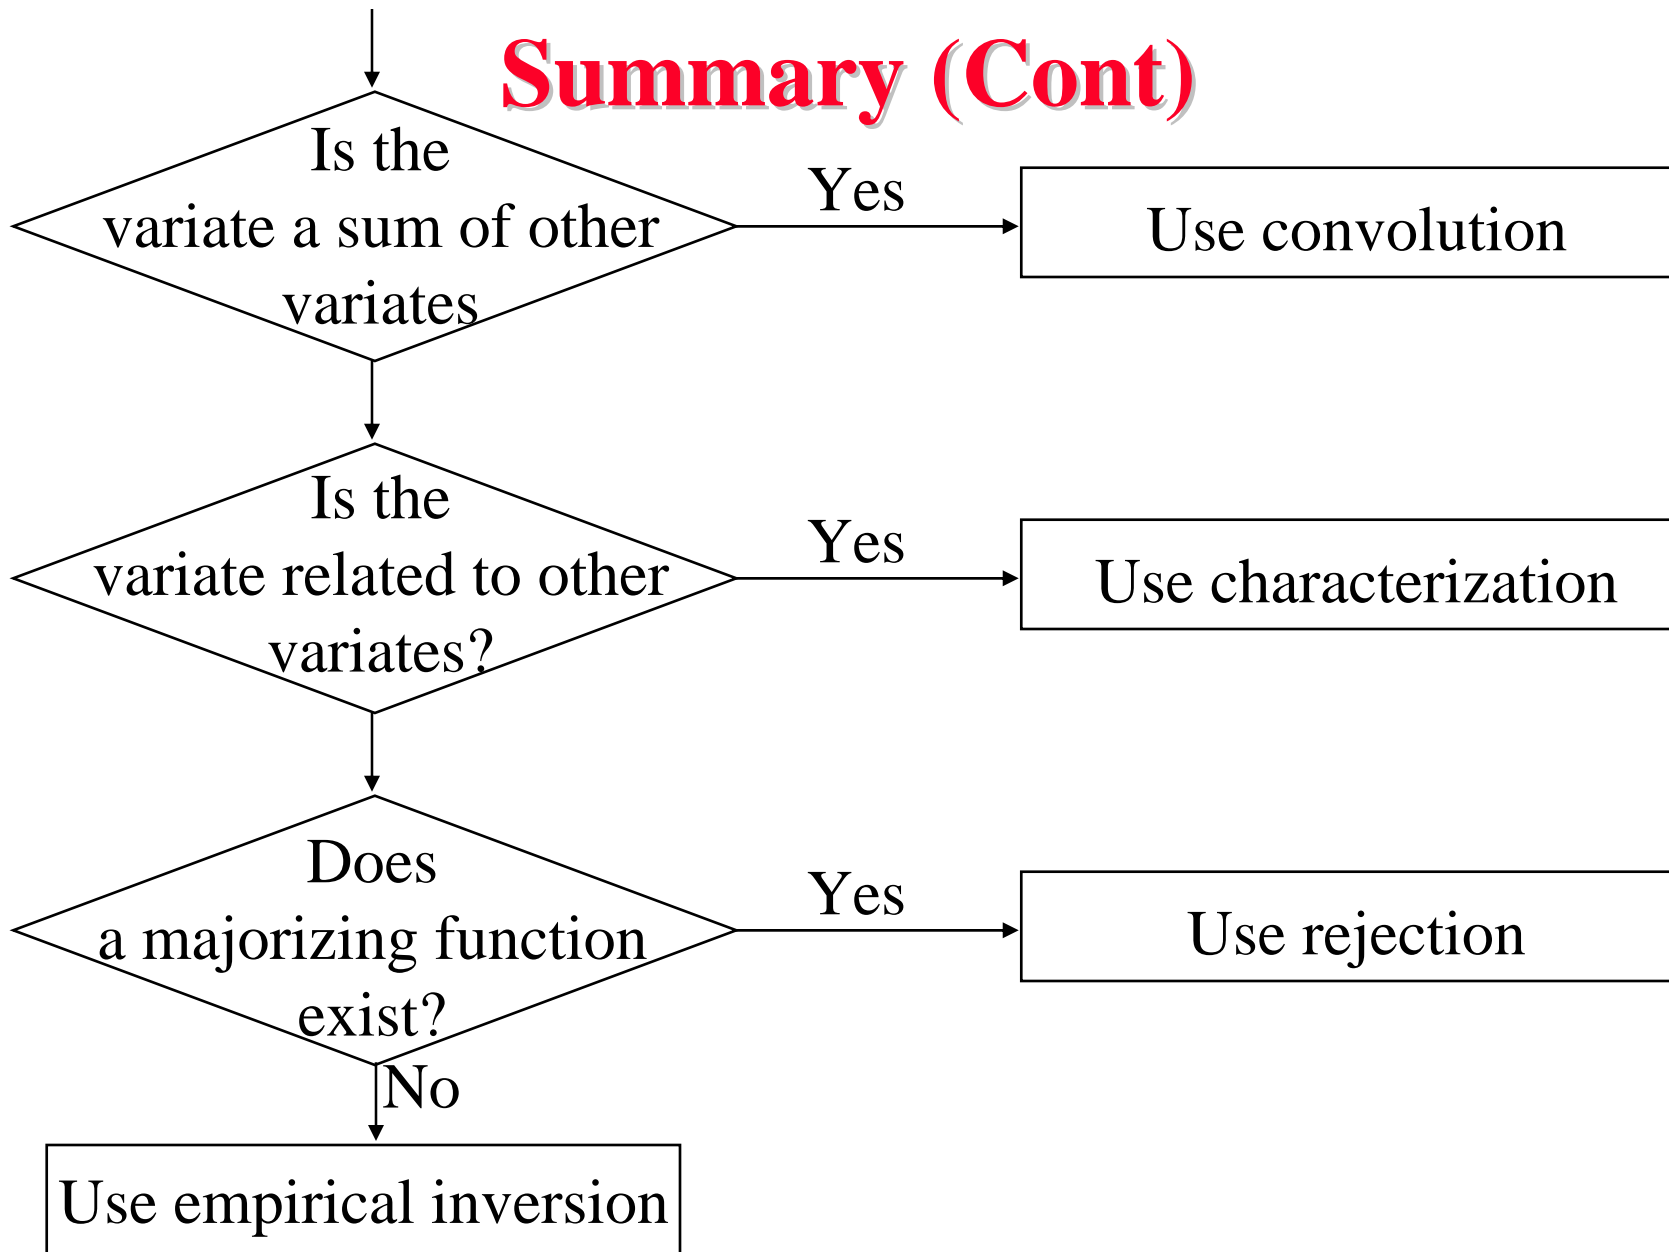 Summary (Cont)
Is the
variate a sum of other
variates
Yes
Use convolution
Is the
variate related to other
variates?
Yes
Use characterization
Does
a majorizing function
exist?
Yes
Use rejection
No
Use empirical inversion